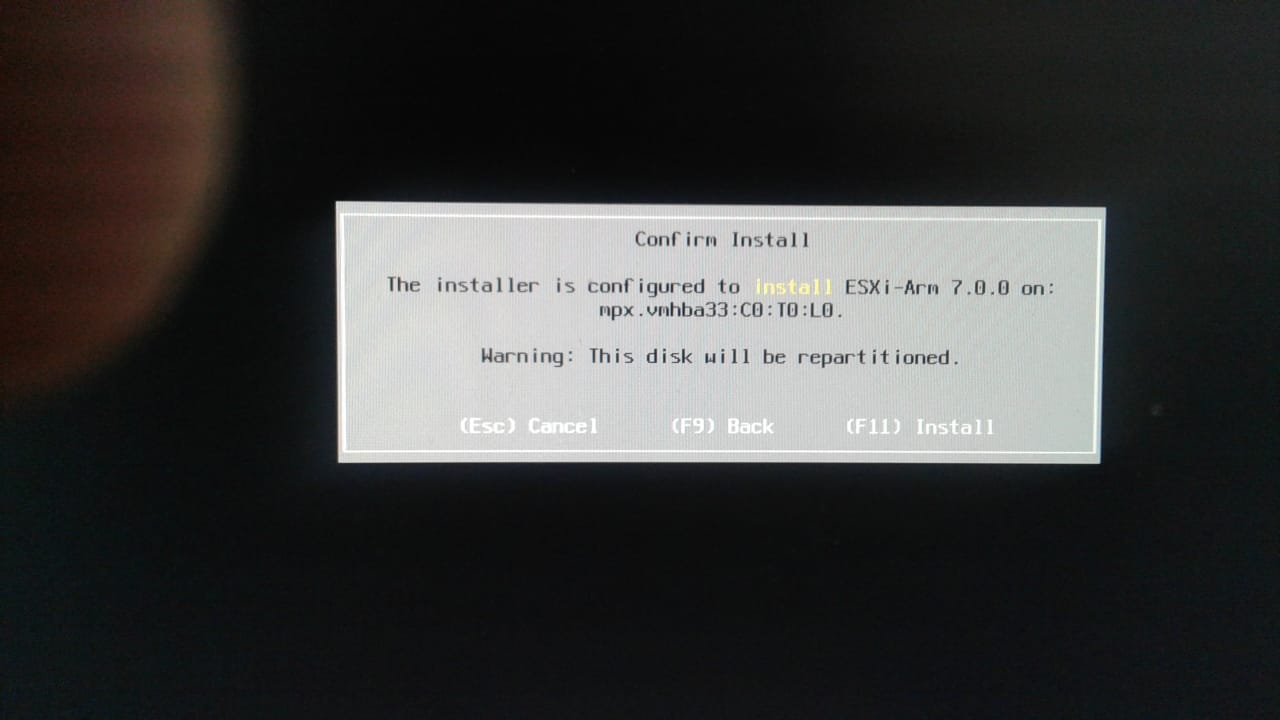 Confirm Install
The installer is configured to install ESXi-Arm 7.0.0 on:
mpx.vmhba33:C0:T0:L0.
Warning: This disk will be repartitioned.
(Esc) Cancel (F9) Back (F11) Install